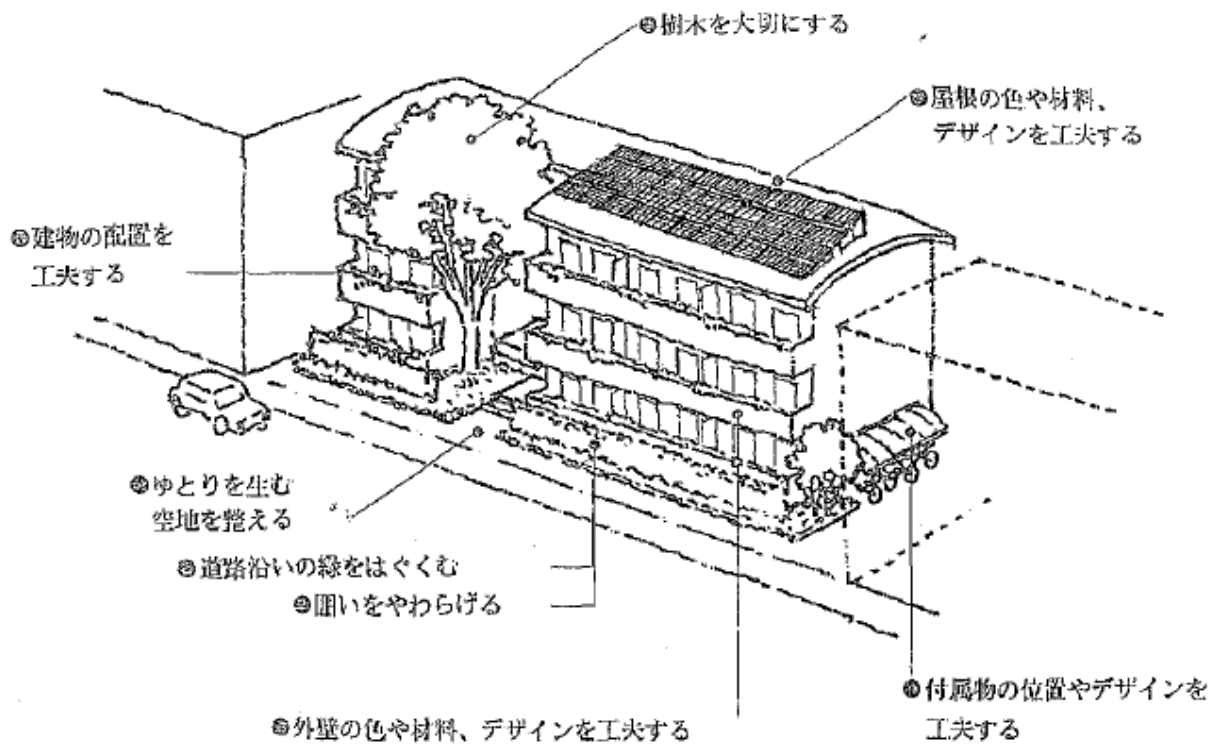 樹木を大切にする
屋根の色や材料、
デザインを工夫する
建物の配置を
工夫する
ゆとりを生む
空地を整える
道路沿いの緑をはぐくむ
囲いをやわらげる
付属物の位置やデザインを
工夫する
外壁の色や材料、デザインを工夫する